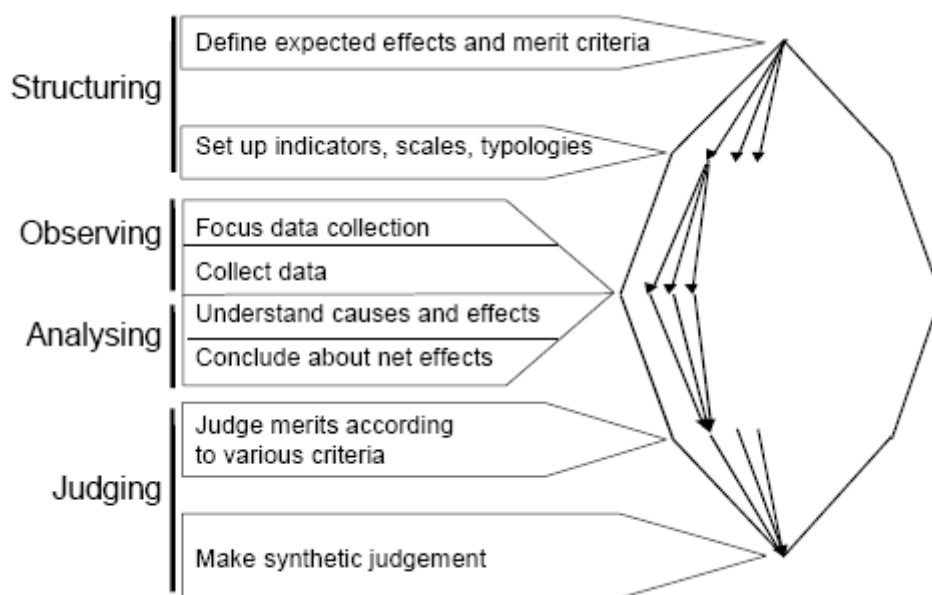 Structuring
Define expected effects and merit criteria
Set up indicators, scales, typologies
Observing
Focus data collection
Collect data
Analysing
Understand causes and effects
Conclude about net effects
Judging
Judge merits according
to various criteria
Make synthetic judgement